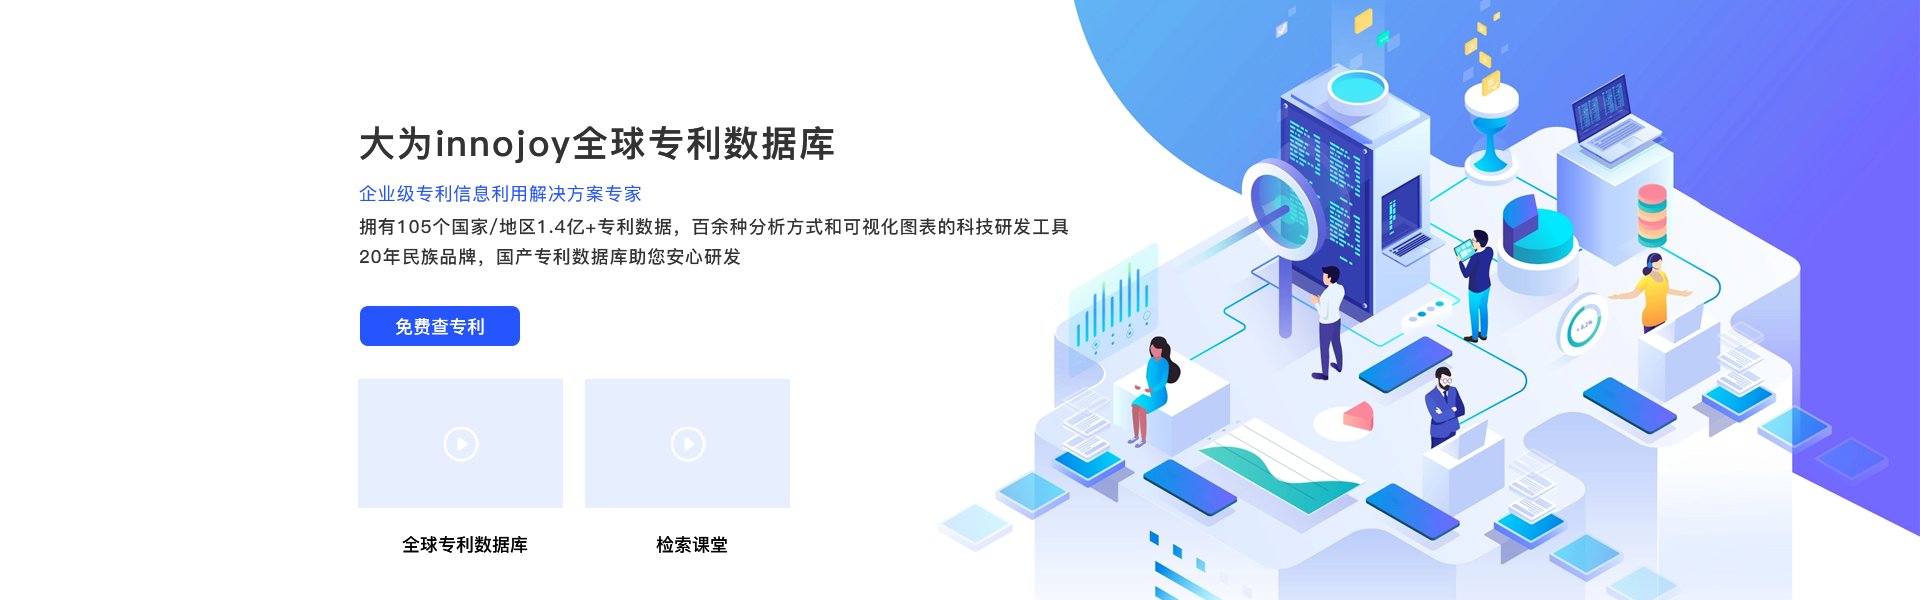 大为innojoy全球专利数据库
企业级专利信息利用解决方案专家
拥有105个国家/地区1.4亿+专利数据，百余种分析方式和可视化图表的科技研发工具
20年民族品牌，国产专利数据库助您安心研发
免费查专利
全球专利数据库
检索课堂